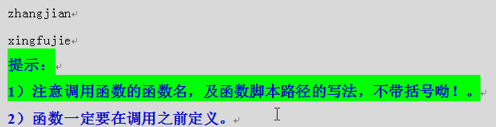 zhangjian
xingfujie
提示：
1）注意调用函数的函数名，及函数脚本路径的写法，不带括号呦！。
2）函数一定要在调用之前定义。